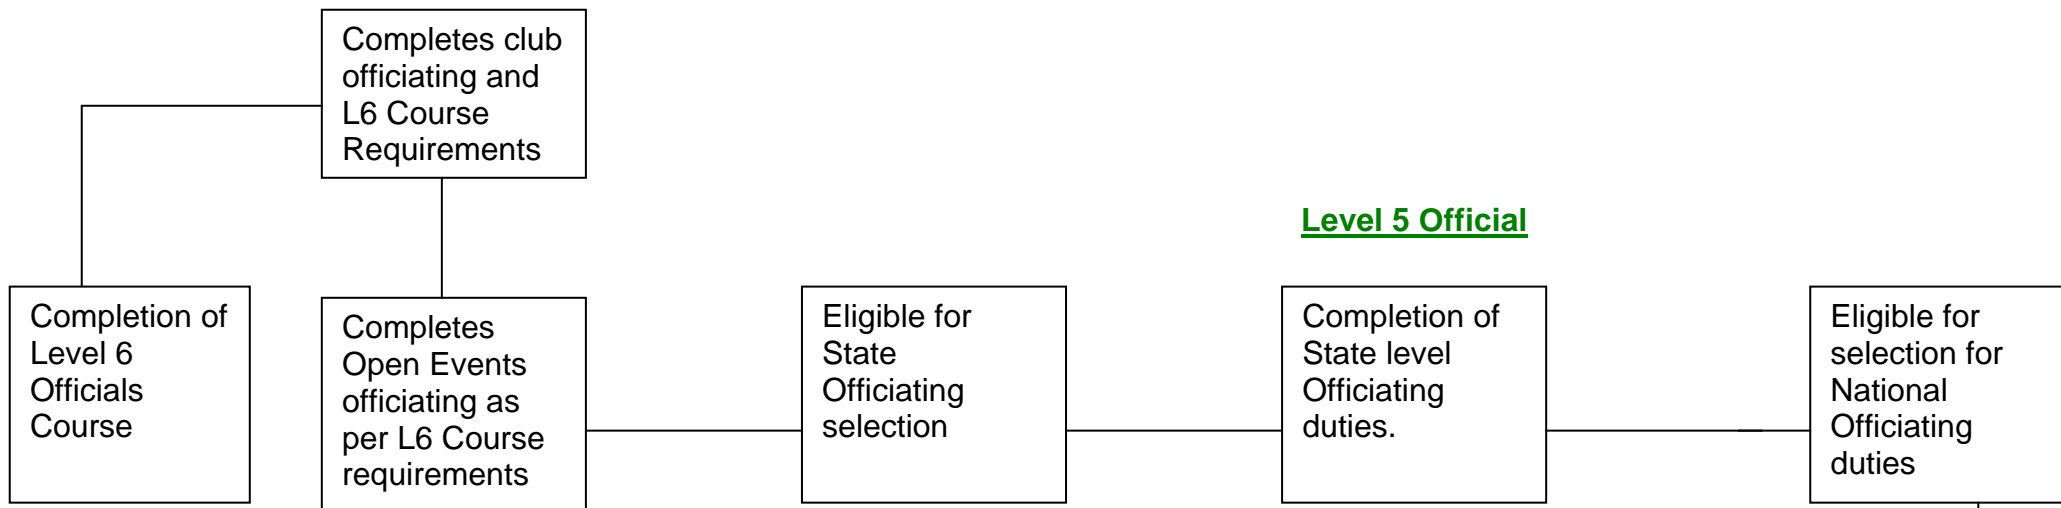 Completes club
officiating and
L6 Course
Requirements
Level 5 Official
Completion of
Level 6
Officials
Course
Completes
Open Events
officiating as
per L6 Course
requirements
Eligible for
State
Officiating
selection
Completion of
State level
Officiating
duties.
Eligible for
selection for
National
Officiating
duties